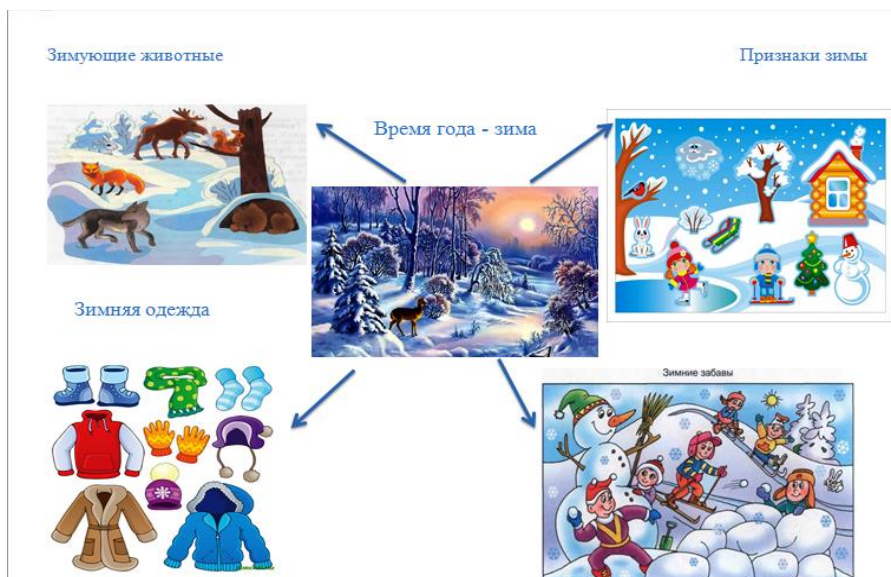 Зимующие животные
Признаки зимы
Время года - зима
Зимняя одежда
Зимние забавы